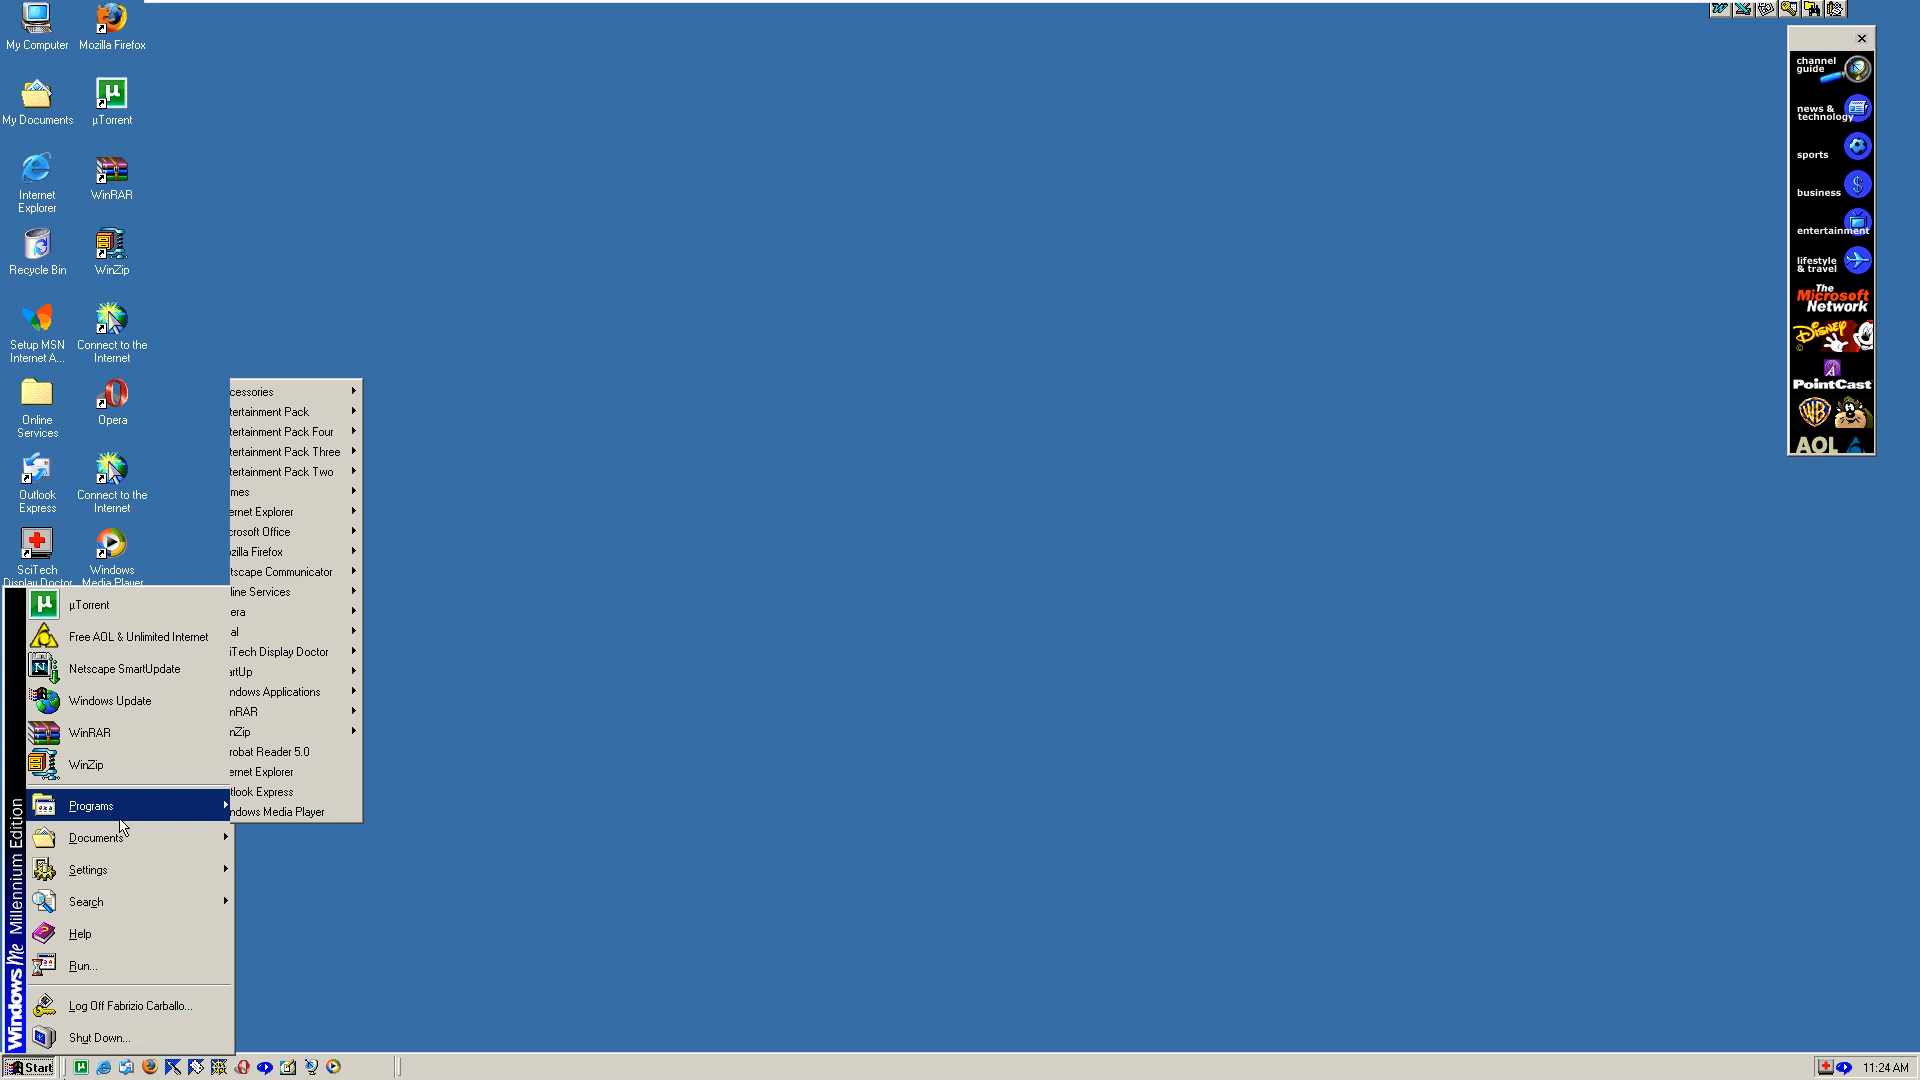 My Computer
Mozilla Firefox
My Documents
µTorrent
Internet
Explorer
WinRAR
Recycle Bin
WinZip
Setup MSN
Internet A...
Connect to the
Internet
Online
Services
Opera
Outlook
Express
Connect to the
Internet
SciTech
Display Doctor
Windows
Media Player
channel
guide
news &
technology
sports
business
entertainment
lifestyle
& travel
The
Microsoft
Network
Disney
PointCast
WB
AOL
cessories
tertainment Pack
tertainment Pack Four
tertainment Pack Three
tertainment Pack Two
mes
ernet Explorer
crosoft Office
zilla Firefox
tscape Communicator
line Services
era
al
iTech Display Doctor
artUp
ndows Applications
nRAR
nZip
robat Reader 5.0
ernet Explorer
tlook Express
ndows Media Player
µTorrent
Free AOL & Unlimited Internet
Netscape SmartUpdate
Windows Update
WinRAR
WinZip
Programs
Documents
Settings
Search
Help
Run...
Log Off Fabrizio Carballo...
Shut Down...
Windows Me Millennium Edition
Start
11:24 AM